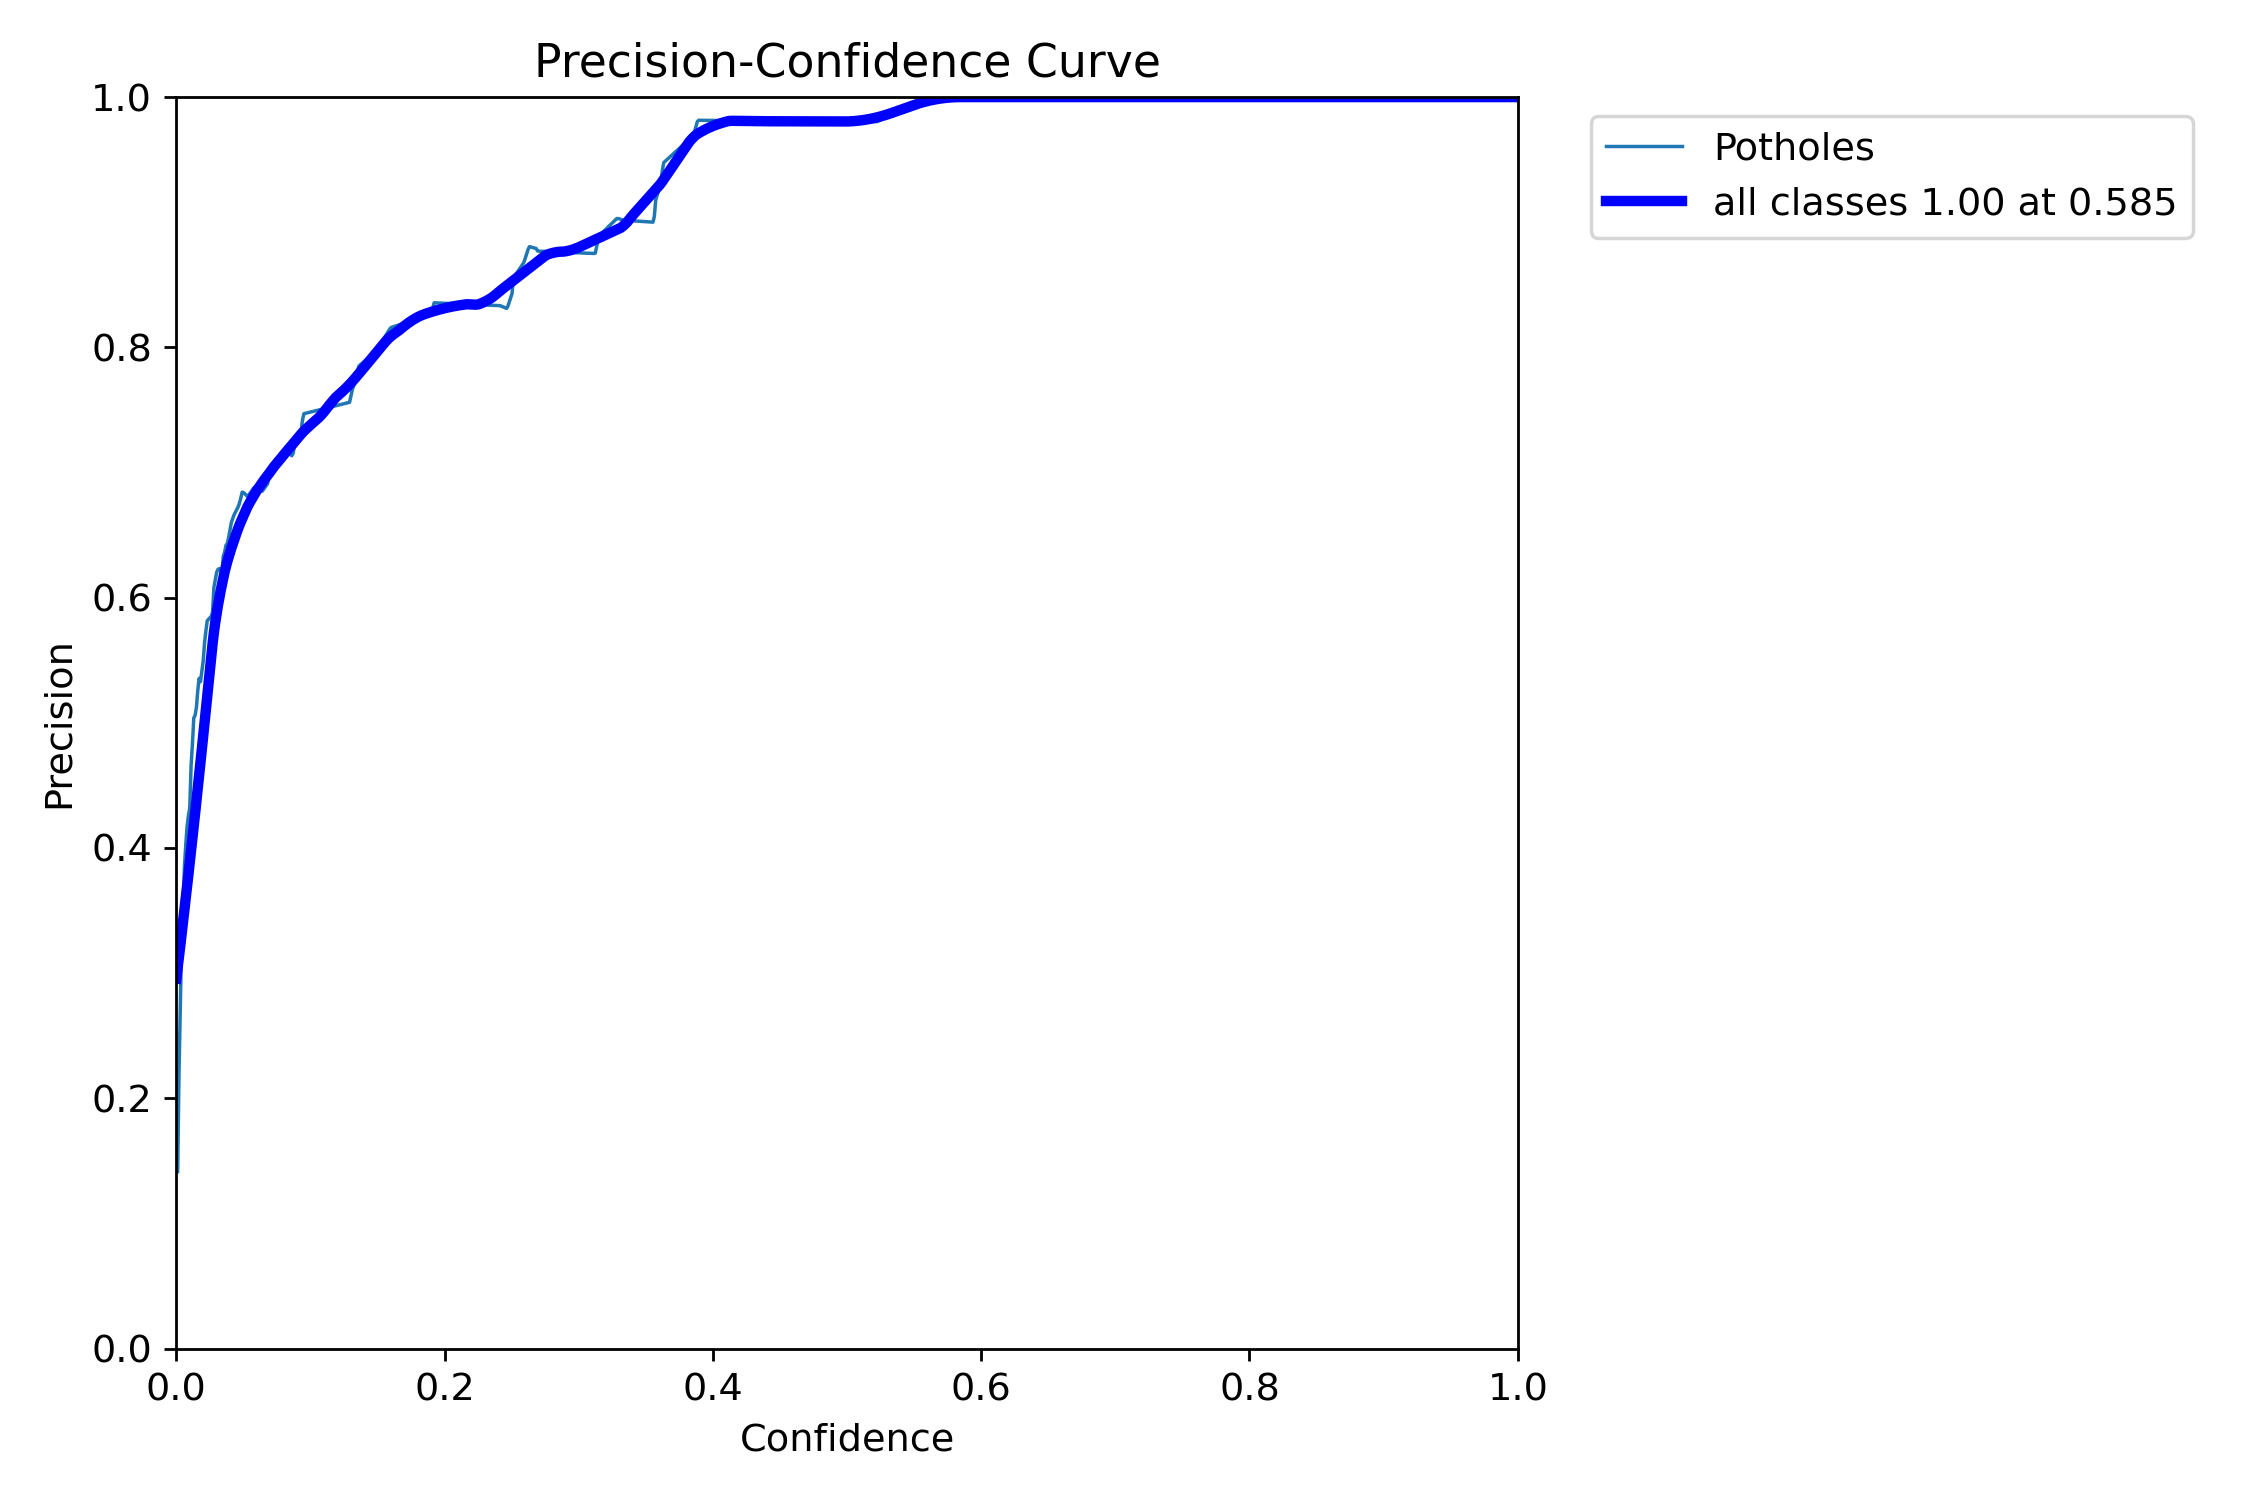 Precision-Confidence Curve
1.0
0.8
0.6
0.4
0.2
0.0
Precision
0.0 0.2 0.4 0.6 0.8 1.0
Confidence
Potholes
all classes 1.00 at 0.585